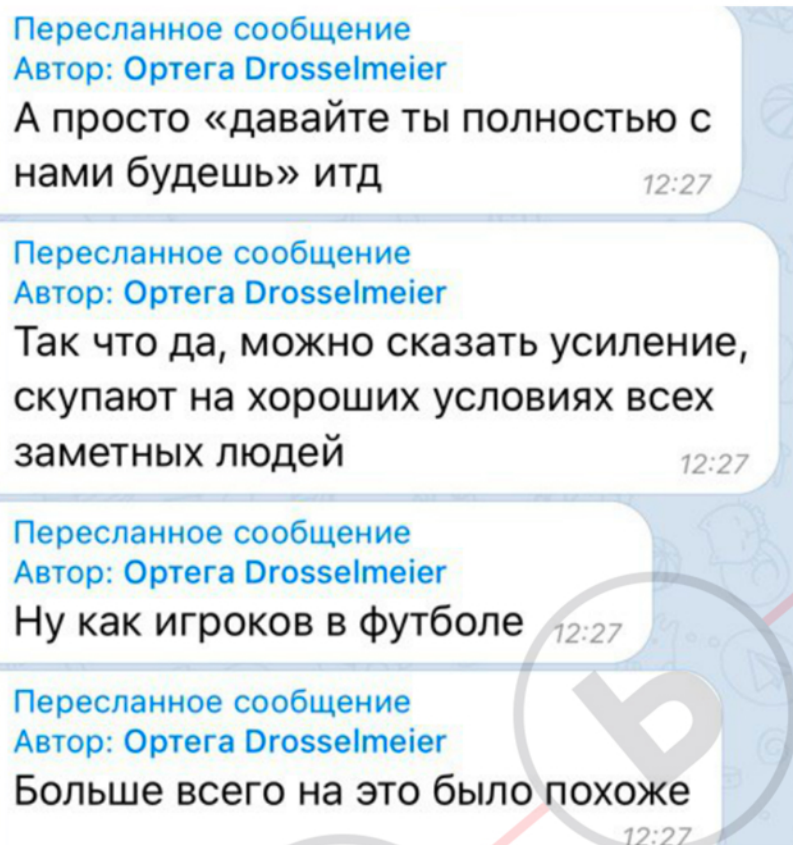 Пересланное сообщение
Автор: Ортега Drosselmeier
А просто «давайте ты полностью с
нами будешь» итд
12:27
Пересланное сообщение
Автор: Ортега Drosselmeier
Так что да, можно сказать усиление,
скупают на хороших условиях всех
заметных людей
12:27
Пересланное сообщение
Автор: Ортега Drosselmeier
Ну как игроков в футболе 12:27
Пересланное сообщение
Автор: Ортега Drosselmeier
Больше всего на это было похоже
12:27
Ь